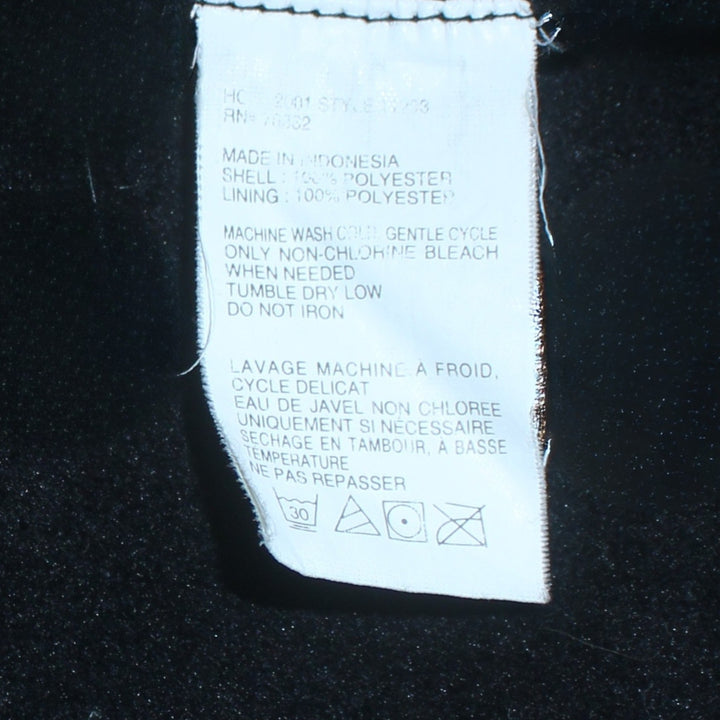 2001 STYLE
RN#
MADE IN INDONESIA
SHELL : 100% POLYESTER
LINING : 100% POLYESTER
MACHINE WASH COLD, GENTLE CYCLE
ONLY NON-CHLORINE BLEACH
WHEN NEEDED
TUMBLE DRY LOW
DO NOT IRON
LAVAGE MACHINE À FROID,
CYCLE DELICAT
EAU DE JAVEL NON CHLOREE
UNIQUEMENT SI NÉCESSAIRE
SECHAGE EN TAMBOUR, À BASSE
TEMPERATURE
NE PAS REPASSER
30